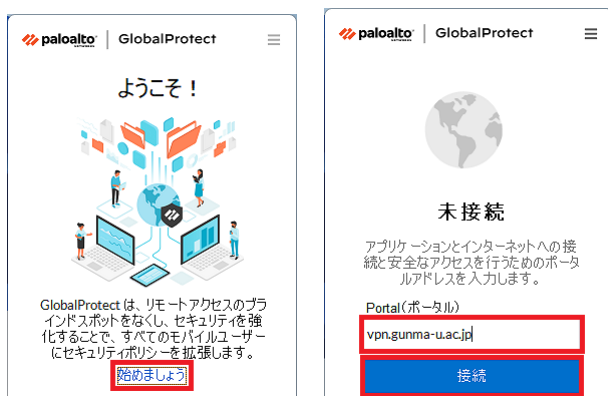 paloalto GlobalProtect
NETWORKS
ようこそ！
GlobalProtect は、リモートアクセスのブラ
インドスポットをなくし、セキュリティを強
化することで、すべてのモバイルユーザー
にセキュリティポリシーを拡張します。
始めましょう
paloalto GlobalProtect
NETWORKS
未接続
アプリケーションとインターネットへの接
続と安全なアクセスを行うためのポータ
ルアドレスを入力します。
Portal(ポータル)
vpn.gunma-u.ac.jp
接続